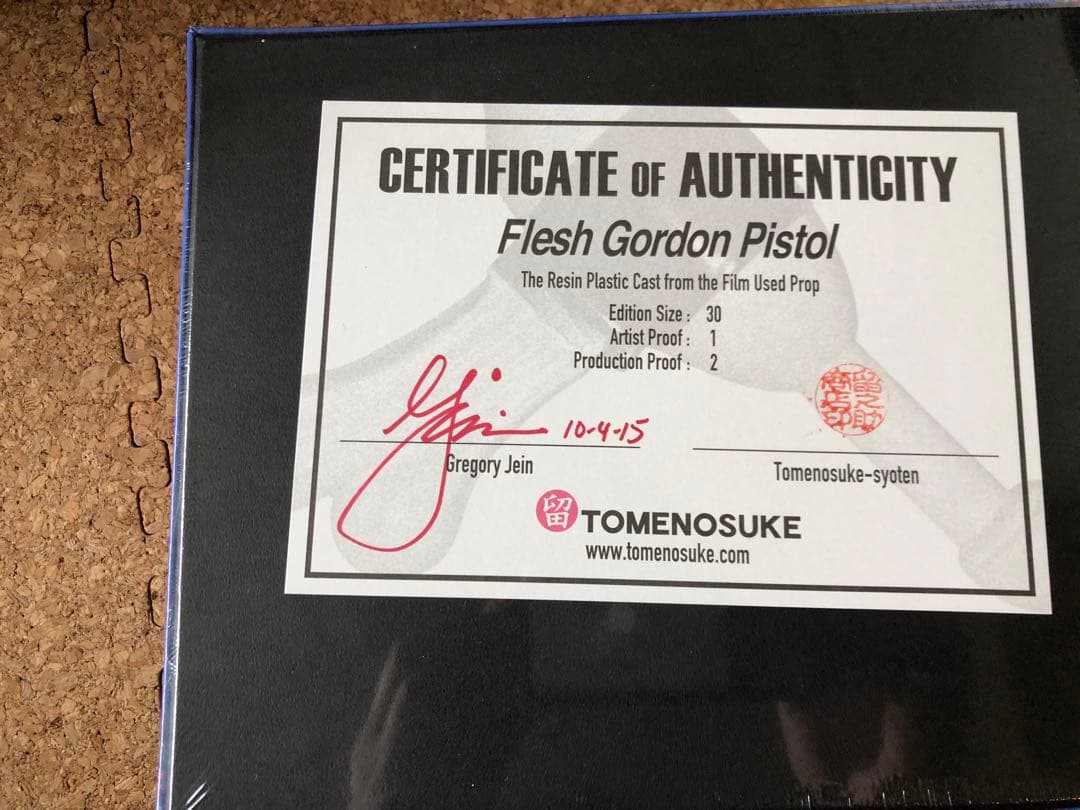 CERTIFICATE OF AUTHENTICITY
Flesh Gordon Pistol
The Resin Plastic Cast from the Film Used Prop
Edition Size : 30
Artist Proof : 1
Production Proof : 2
10-4-15
Gregory Jein
Tomenosuke-syoten
留 TOMENOSUKE
www.tomenosuke.com